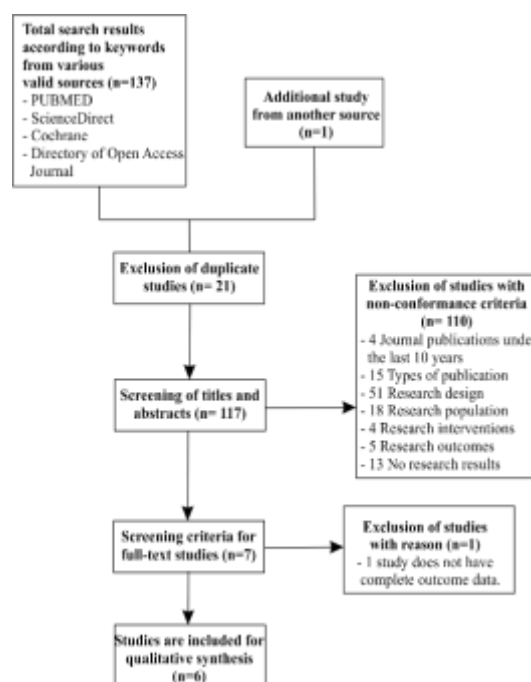 Total search results
according to keywords
from various
valid sources (n=137)
- PUBMED
- ScienceDirect
- Cochrane
- Directory of Open Access
Journal
Additional study
from another source
(n=1)
Exclusion of duplicate
studies (n= 21)
Exclusion of studies with
non-conformance criteria
(n= 110)
- 4 Journal publications under
the last 10 years
- 15 Types of publication
- 51 Research design
- 18 Research population
- 4 Research interventions
- 5 Research outcomes
- 13 No research results
Screening of titles and
abstracts (n= 117)
Screening criteria for
full-text studies (n=7)
Exclusion of studies
with reason (n=1)
- 1 study does not have
complete outcome data.
Studies are included for
qualitative synthesis
(n=6)